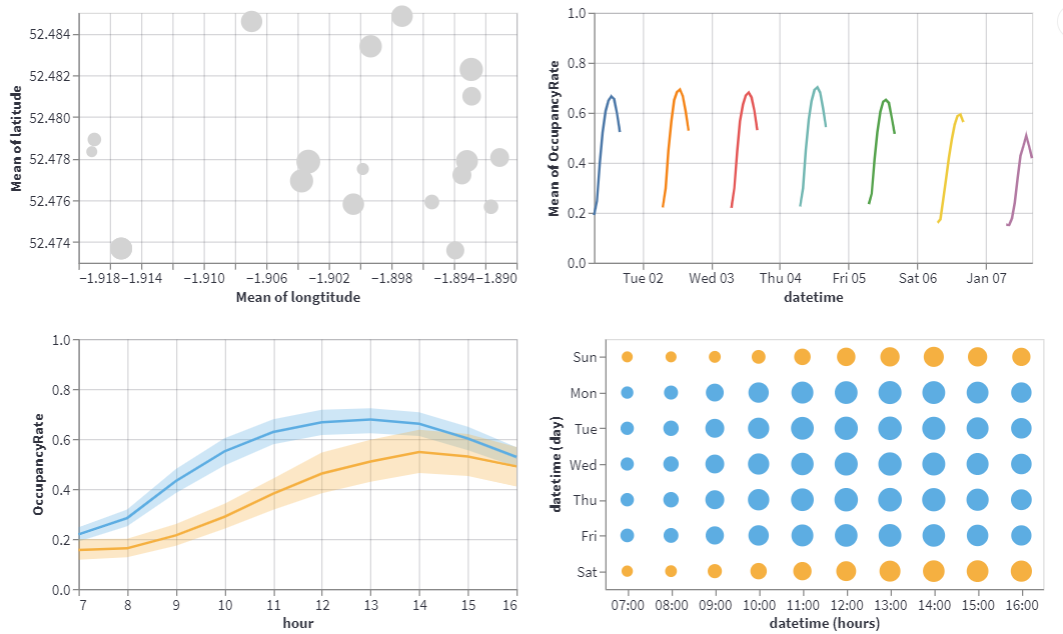 Mean of latitude
52.484
52.482
52.480
52.478
52.476
52.474
−1.918 −1.914 −1.910 −1.906 −1.902 −1.898 −1.894 −1.890
Mean of longtitude
Mean of OccupancyRate
1.0
0.8
0.6
0.4
0.2
0.0
Tue 02 Wed 03 Thu 04 Fri 05 Sat 06 Jan 07
datetime
OccupancyRate
1.0
0.8
0.6
0.4
0.2
0.0
7 8 9 10 11 12 13 14 15 16
hour
datetime (day)
Sun
Mon
Tue
Wed
Thu
Fri
Sat
07:00 08:00 09:00 10:00 11:00 12:00 13:00 14:00 15:00 16:00
datetime (hours)